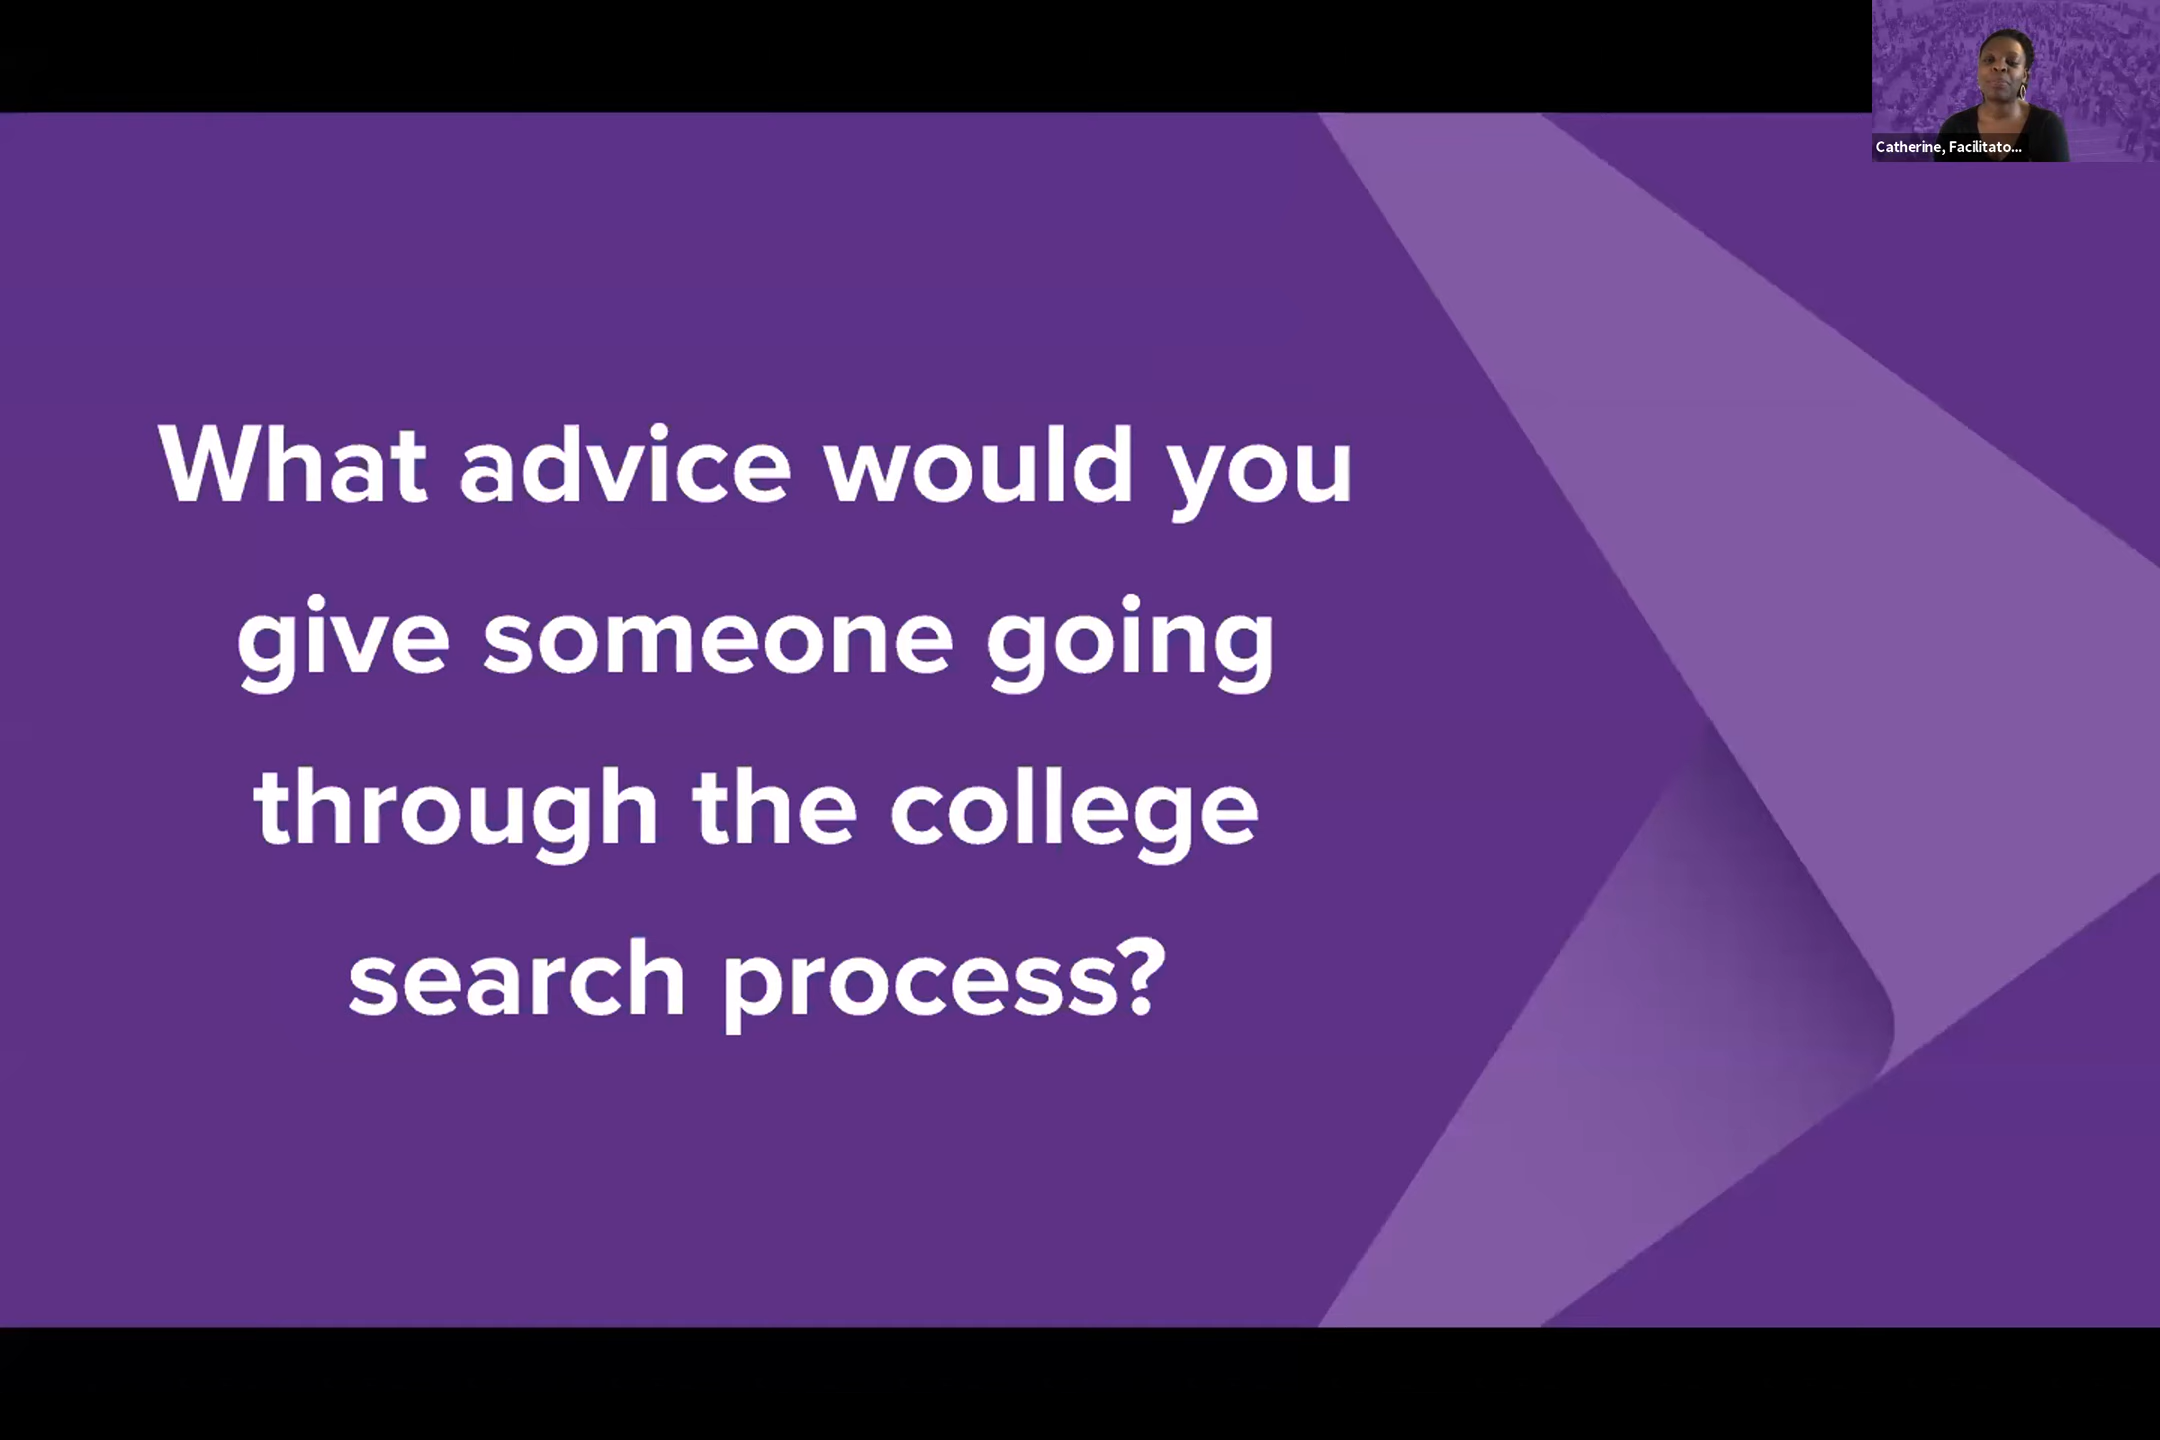 What advice would you
give someone going
through the college
search process?
Catherine, Facilitato...